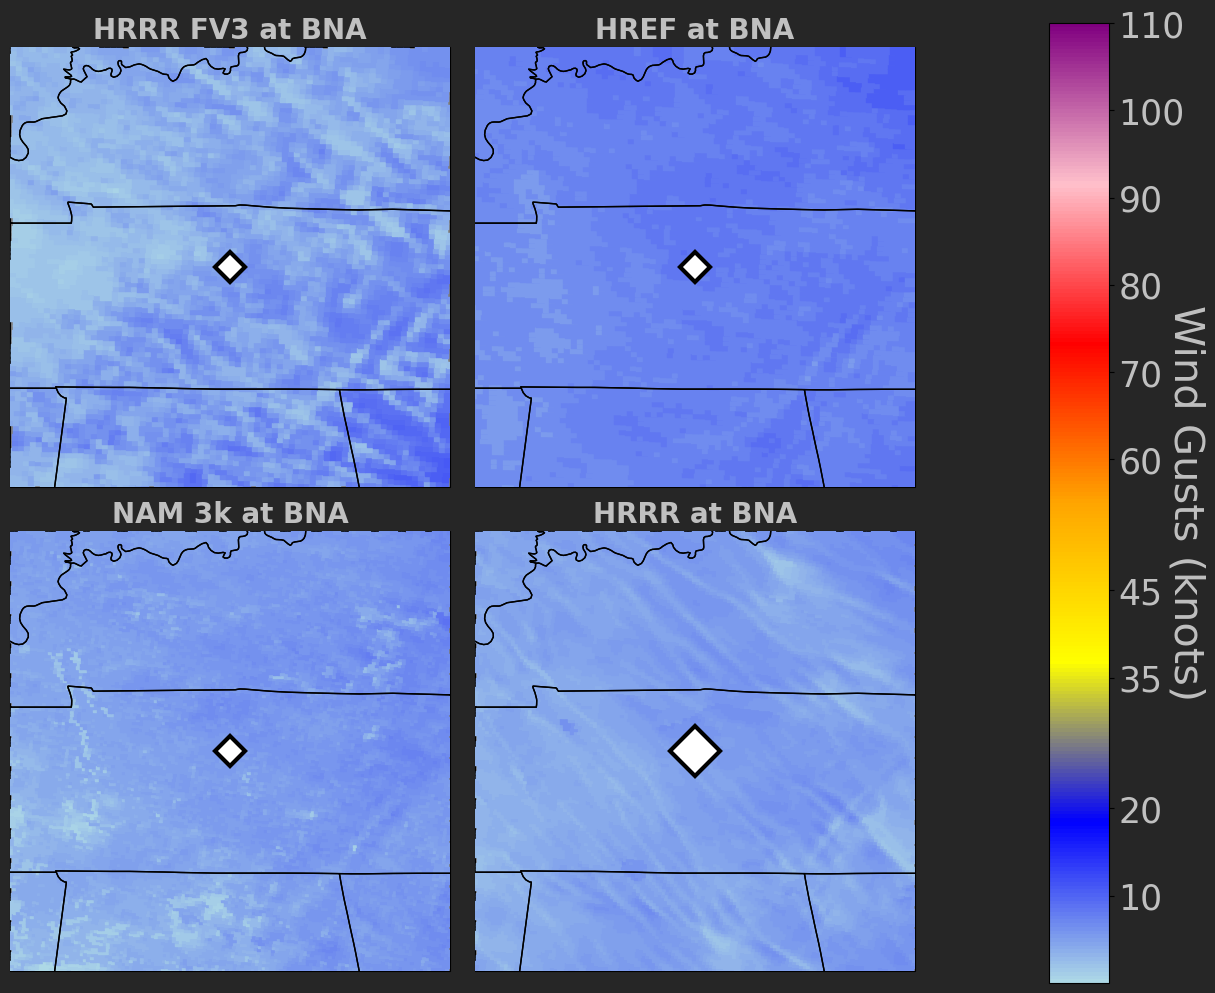 HRRR FV3 at BNA
HREF at BNA
NAM 3k at BNA
HRRR at BNA
110
100
90
80
70
60
45
35
20
10
Wind Gusts (knots)